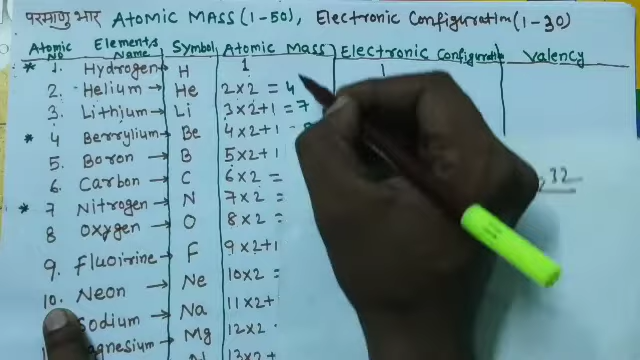 परमाणु भार Atomic Mass (1-50), Electronic Configuration (1-30)
Atomic No Elements Name Symbol Atomic Mass Electronic Configuration Valency
* 1. Hydrogen → H 1 1
2. Helium → He 2×2 = 4
3. Lithium → Li 3×2+1 = 7
* 4 Berrylium → Be 4×2+1
5. Boron → B 5×2+1
6. Carbon → C 6×2 =
* 7 Nitrogen → N 7×2 =
8 Oxygen → O 8×2 =
9. Fluoirine → F 9×2+1
10. Neon → Ne 10×2 =
Sodium → Na 11×2+
agnesium → Mg 12×2
13×2+
32